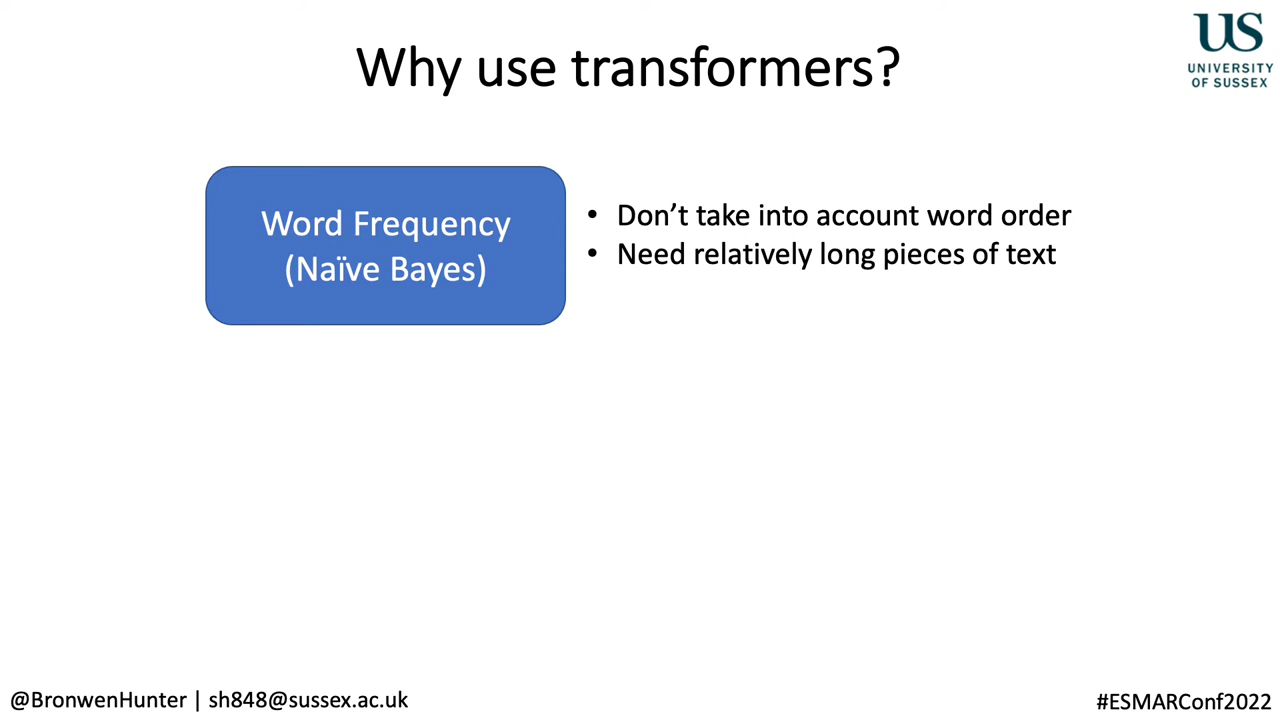 Why use transformers?
US
UNIVERSITY
OF SUSSEX
Word Frequency
(Naïve Bayes)
• Don’t take into account word order
• Need relatively long pieces of text
@BronwenHunter | sh848@sussex.ac.uk
#ESMARConf2022